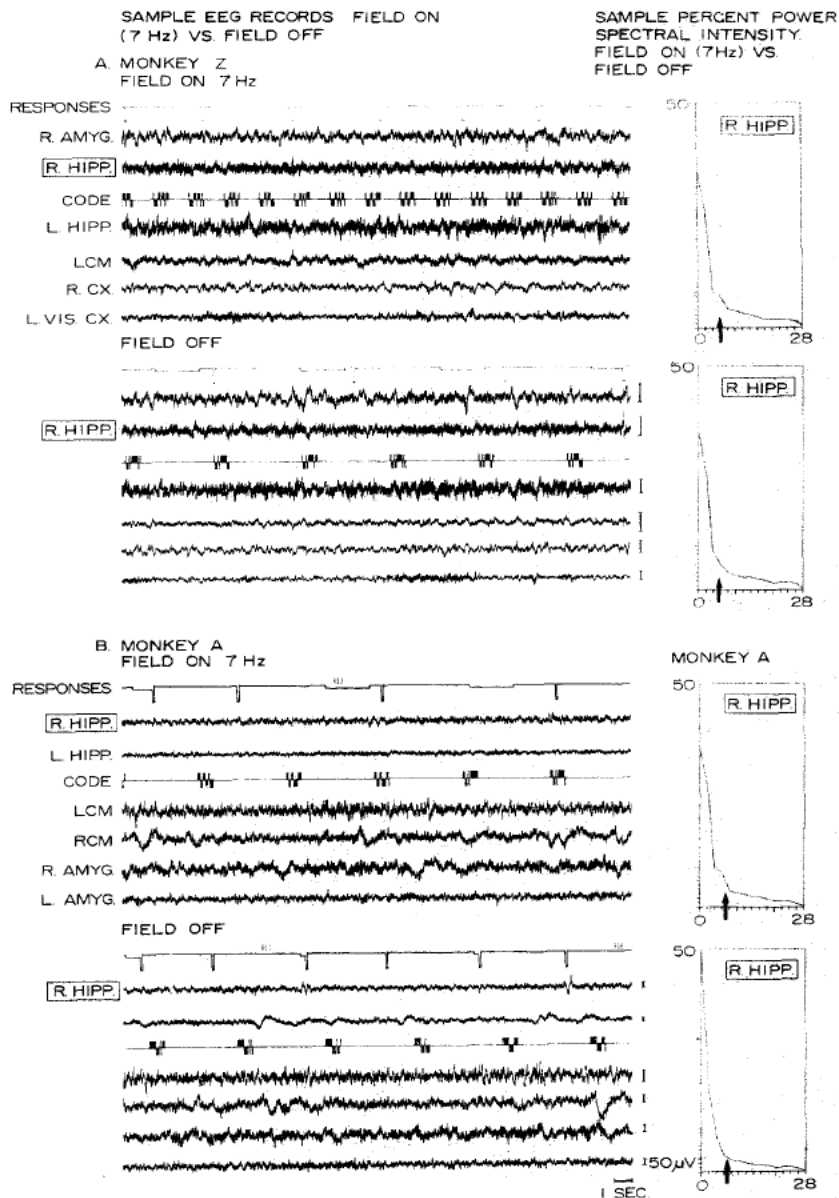 SAMPLE EEG RECORDS FIELD ON
(7 Hz) VS. FIELD OFF
SAMPLE PERCENT POWER
SPECTRAL INTENSITY.
FIELD ON (7Hz) VS.
FIELD OFF
A. MONKEY Z
FIELD ON 7 Hz
RESPONSES
R. AMYG.
R. HIPP.
CODE
L. HIPP.
LCM
R. CX.
L. VIS. CX.
50
R. HIPP.
0
28
FIELD OFF
R. HIPP.
50
R. HIPP.
0
28
B. MONKEY A
FIELD ON 7 Hz
MONKEY A
RESPONSES
R. HIPP.
L. HIPP.
CODE
LCM
RCM
R. AMYG.
L. AMYG.
50
R. HIPP.
0
28
FIELD OFF
R. HIPP.
50
R. HIPP.
0
28
50 µV
1 SEC.